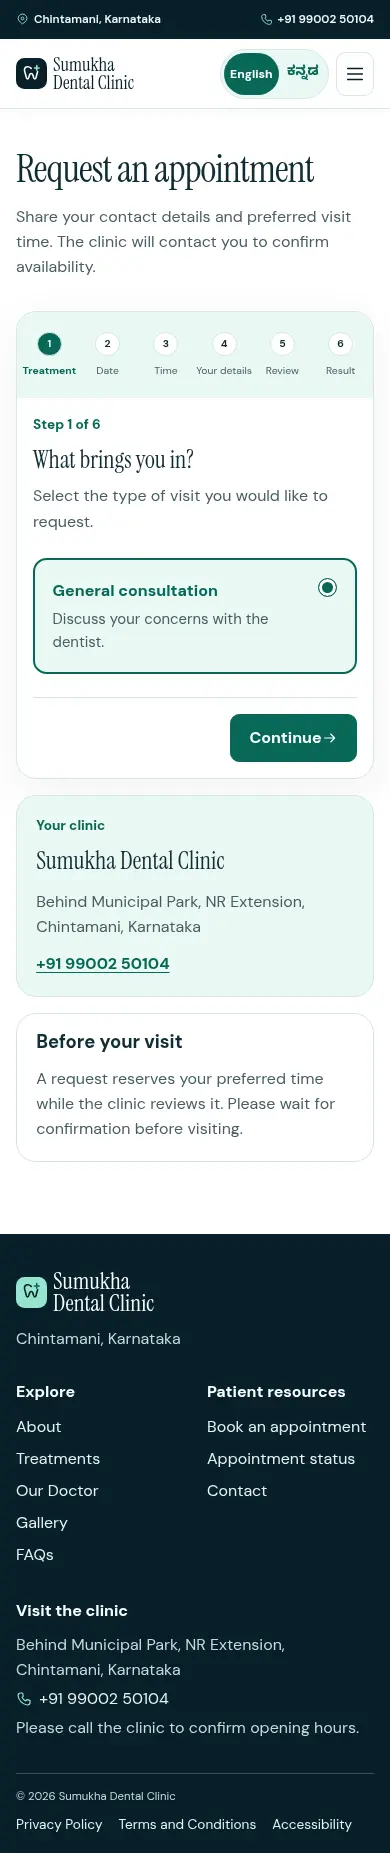 Chintamani, Karnataka
+91 99002 50104
Sumukha
Dental Clinic
English
ಕನ್ನಡ
Request an appointment
Share your contact details and preferred visit
time. The clinic will contact you to confirm
availability.
1
2
3
4
5
6
Treatment
Date
Time
Your details
Review
Result
Step 1 of 6
What brings you in?
Select the type of visit you would like to
request.
General consultation
Discuss your concerns with the
dentist.
Continue→
Your clinic
Sumukha Dental Clinic
Behind Municipal Park, NR Extension,
Chintamani, Karnataka
+91 99002 50104
Before your visit
A request reserves your preferred time
while the clinic reviews it. Please wait for
confirmation before visiting.
Sumukha
Dental Clinic
Chintamani, Karnataka
Explore
About
Treatments
Our Doctor
Gallery
FAQs
Patient resources
Book an appointment
Appointment status
Contact
Visit the clinic
Behind Municipal Park, NR Extension,
Chintamani, Karnataka
+91 99002 50104
Please call the clinic to confirm opening hours.
© 2026 Sumukha Dental Clinic
Privacy Policy
Terms and Conditions
Accessibility